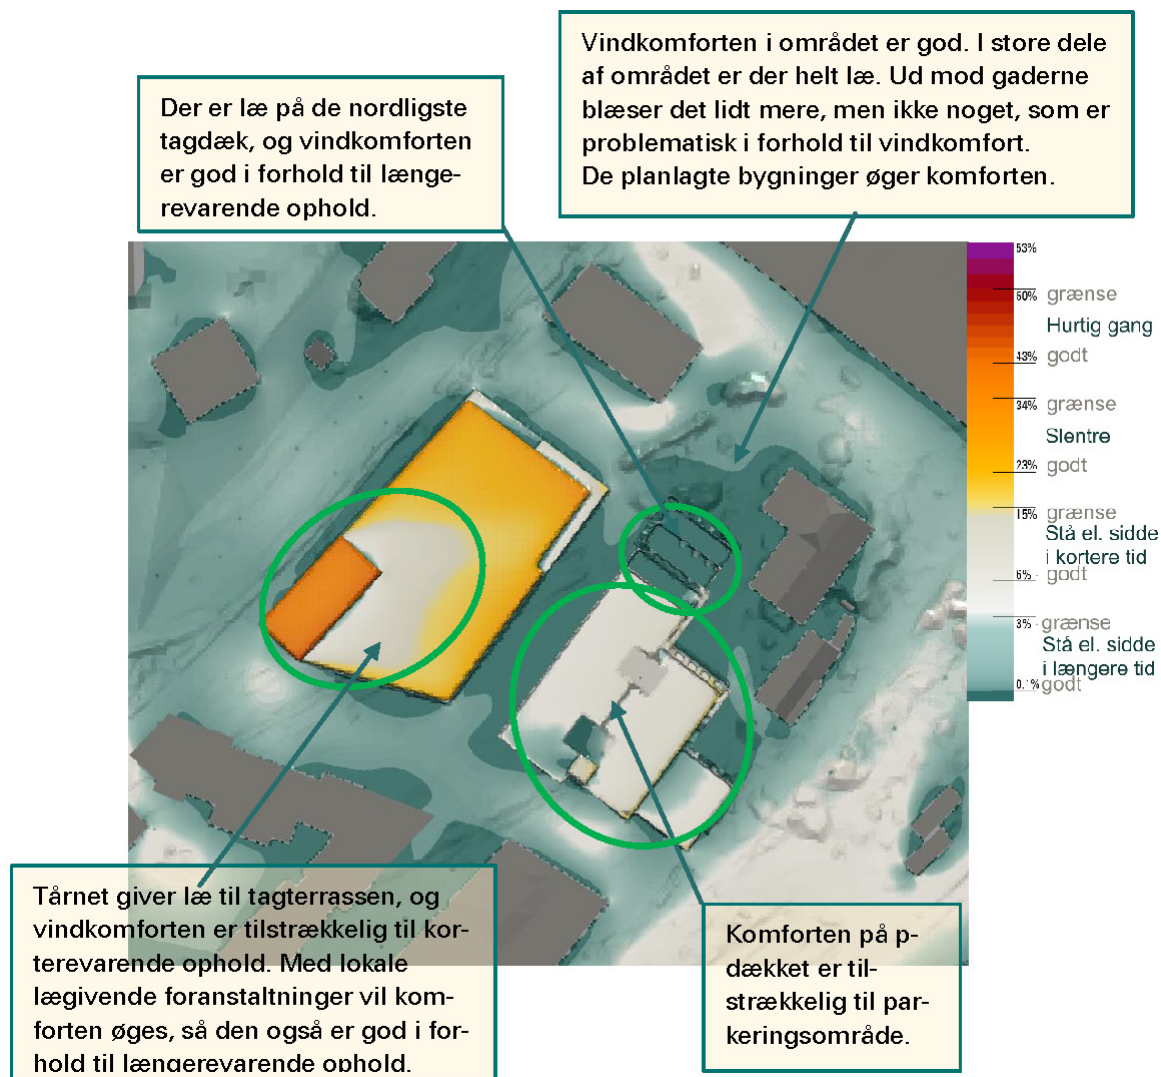 Vindkomforten i området er god. I store dele
af området er der helt læ. Ud mod gaderne
blæser det lidt mere, men ikke noget, som er
problematisk i forhold til vindkomfort.
De planlagte bygninger øger komforten.
Der er læ på de nordligste
tagdæk, og vindkomforten
er god i forhold til længe-
revarende ophold.
53%
60% grænse
Hurtig gang
43% godt
34% grænse
Slentre
23% godt
15% grænse
Stå el. sidde
i kortere tid
6% godt
3% grænse
Stå el. sidde
i længere tid
0.1% godt
Tårnet giver læ til tagterrassen, og
vindkomforten er tilstrækkelig til kor-
terevarende ophold. Med lokale
lægivende foranstaltninger vil kom-
forten øges, så den også er god i for-
hold til længerevarende ophold.
Komforten på p-
dækket er til-
strækkelig til par-
keringsområde.